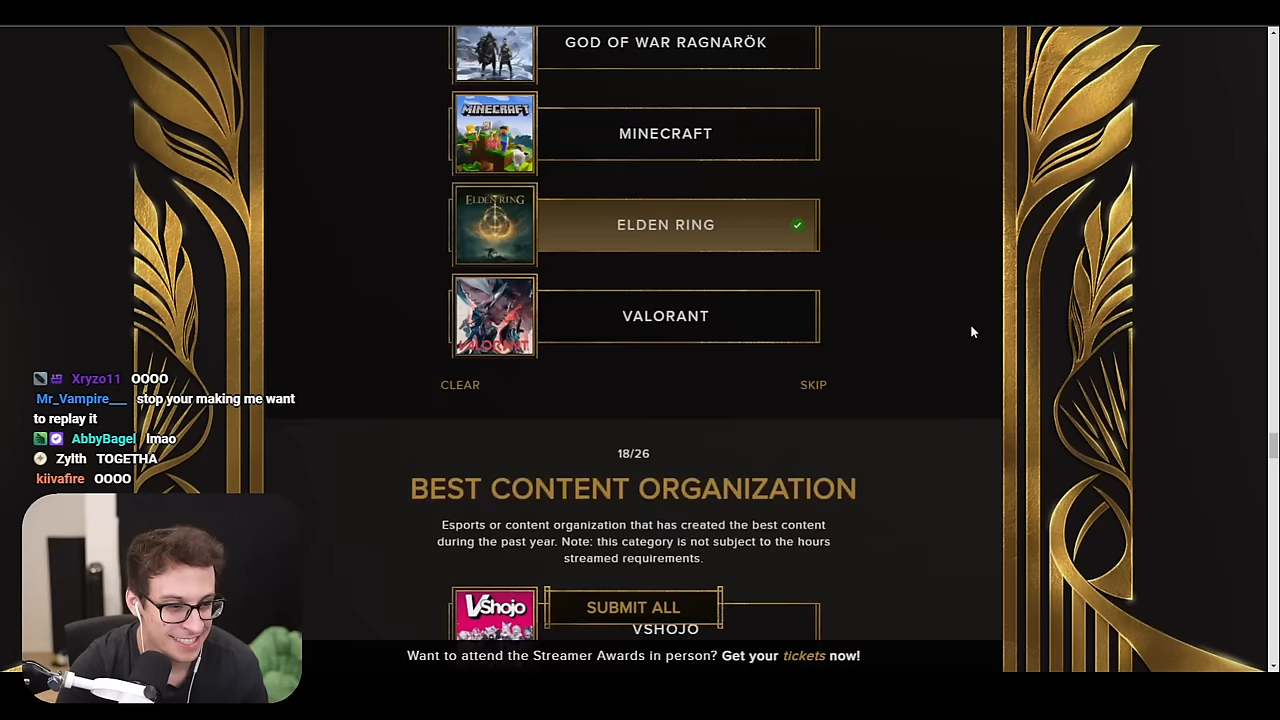 GOD OF WAR RAGNARÖK
MINECRAFT
MINECRAFT
ELDEN RING
ELDEN RING
VALORANT
VALORANT
CLEAR
SKIP
Xryzo11 OOOO
Mr_Vampire___ stop your making me want
to replay it
AbbyBagel lmao
Zylth TOGETHA
kiivafire OOOO
18/26
BEST CONTENT ORGANIZATION
Esports or content organization that has created the best content
during the past year. Note: this category is not subject to the hours
streamed requirements.
VShojo
SUBMIT ALL
VSHOJO
Want to attend the Streamer Awards in person? Get your tickets now!